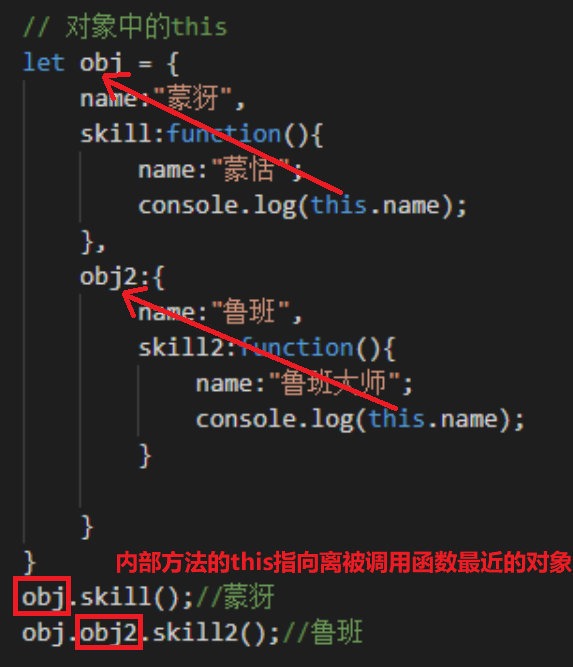 // 对象中的this
let obj = {
name:"蒙犽",
skill:function(){
name:"蒙恬";
console.log(this.name);
},
obj2:{
name:"鲁班",
skill2:function(){
name:"鲁班大师";
console.log(this.name);
}
}
}
内部方法的this指向离被调用函数最近的对象
obj.skill();//蒙犽
obj.obj2.skill2();//鲁班